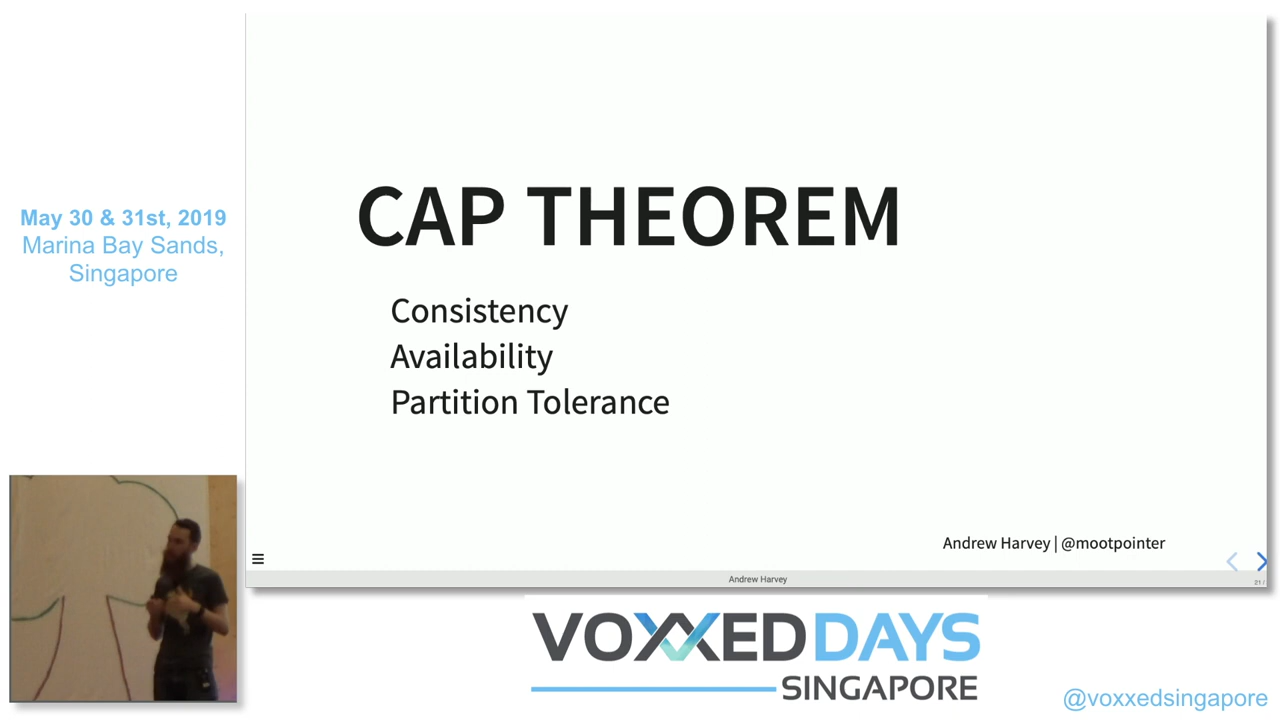 May 30 & 31st, 2019
Marina Bay Sands,
Singapore
CAP THEOREM
Consistency
Availability
Partition Tolerance
Andrew Harvey | @mootpointer
Andrew Harvey
21 /
VOXXED DAYS
SINGAPORE
@voxxedsingapore